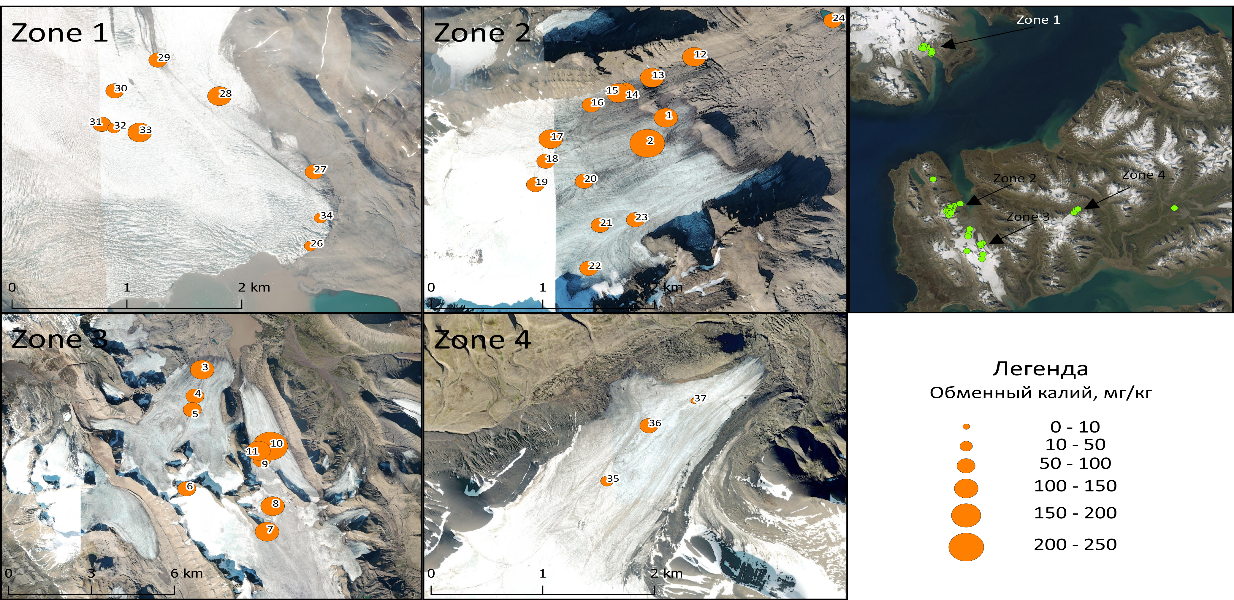 Zone 1
29
30
28
31
32
33
27
34
26
0
1
2 km
Zone 2
24
12
13
15
14
16
1
17
2
18
20
19
23
21
22
0
1
2 km
Zone 1
Zone 2
Zone 4
Zone 3
Zone 3
3
4
5
10
11
9
6
8
7
0
3
6 km
Zone 4
37
36
35
0
1
2 km
Легенда
Обменный калий, мг/кг
0 - 10
10 - 50
50 - 100
100 - 150
150 - 200
200 - 250